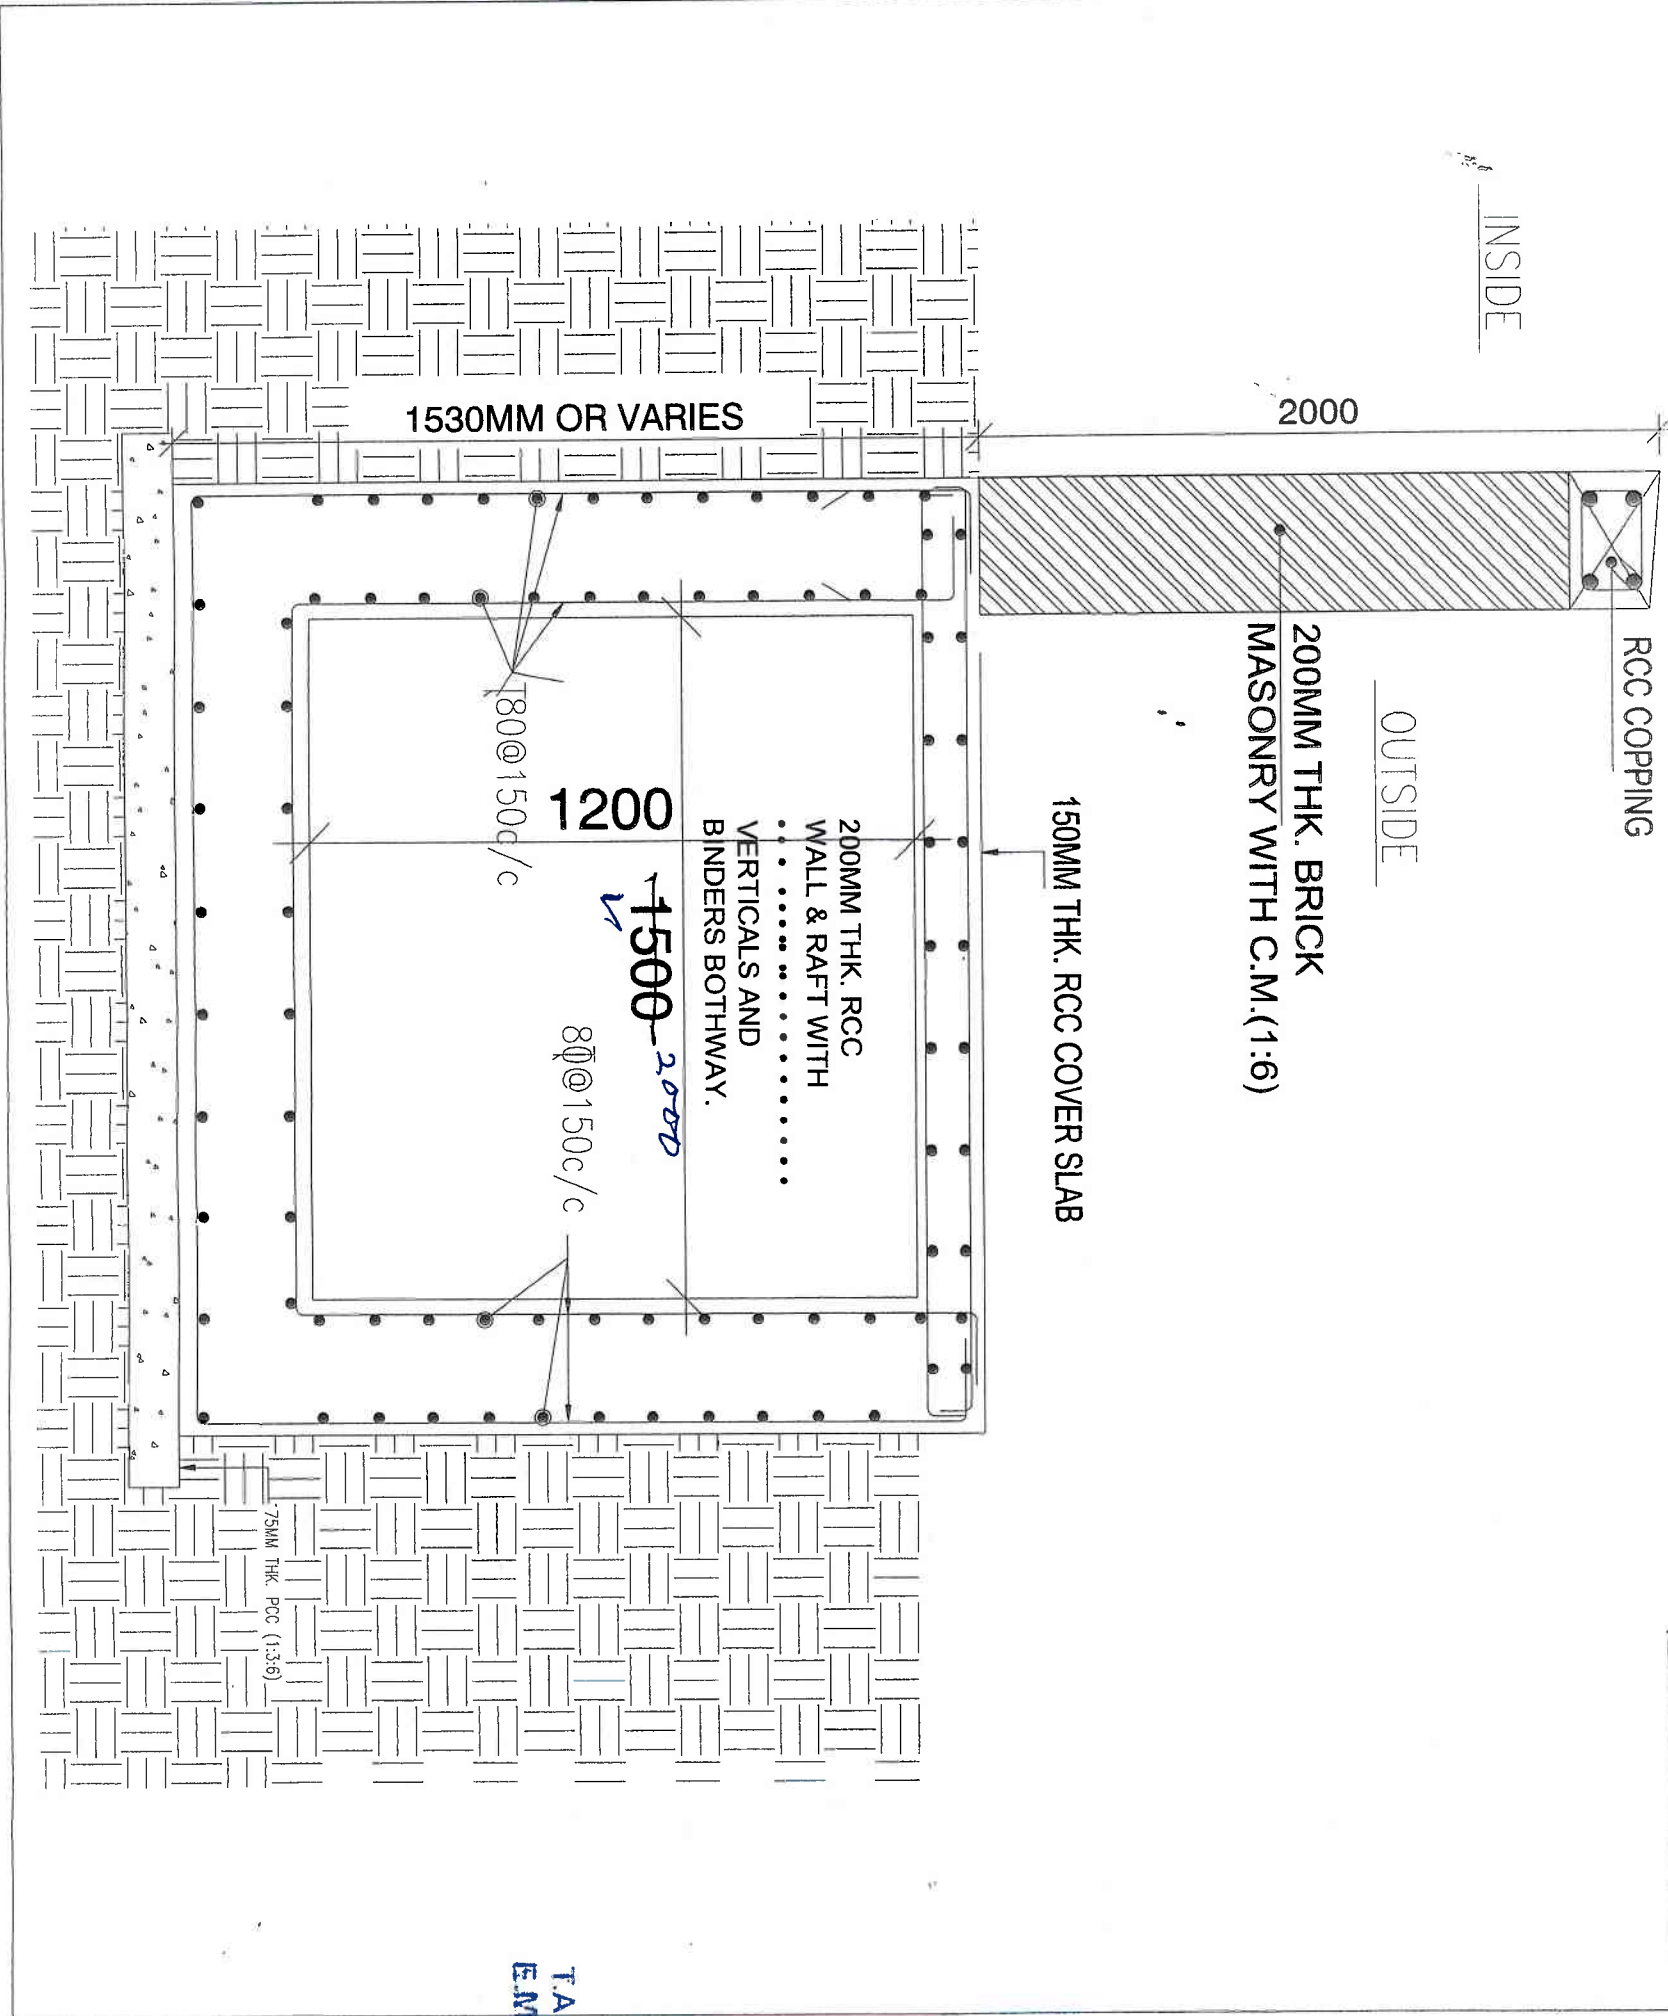 INSIDE
RCC COPPING
OUTSIDE
2000
200MM THK. BRICK
MASONRY WITH C.M.(1:6)
150MM THK. RCC COVER SLAB
1530MM OR VARIES
200MM THK. RCC
WALL & RAFT WITH
VERTICALS AND
BINDERS BOTHWAY.
1200
1500 2000
@150c/c
@150c/c
75MM THK. PCC (1:3:6)
T.A